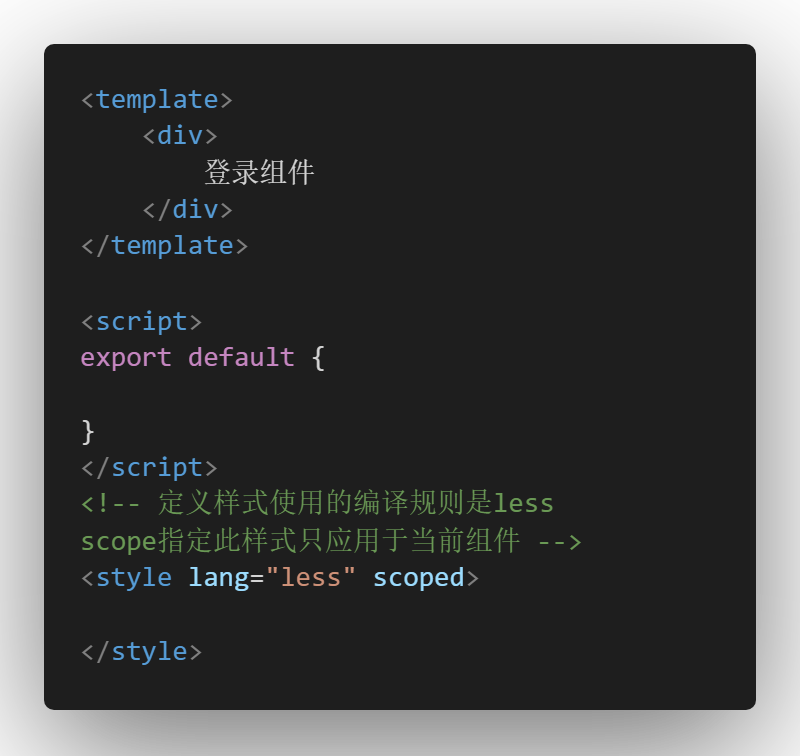 <template>
    <div>
        登录组件
    </div>
</template>

<script>
export default {

}
</script>
<!-- 定义样式使用的编译规则是less
scope指定此样式只应用于当前组件 -->
<style lang="less" scoped>

</style>